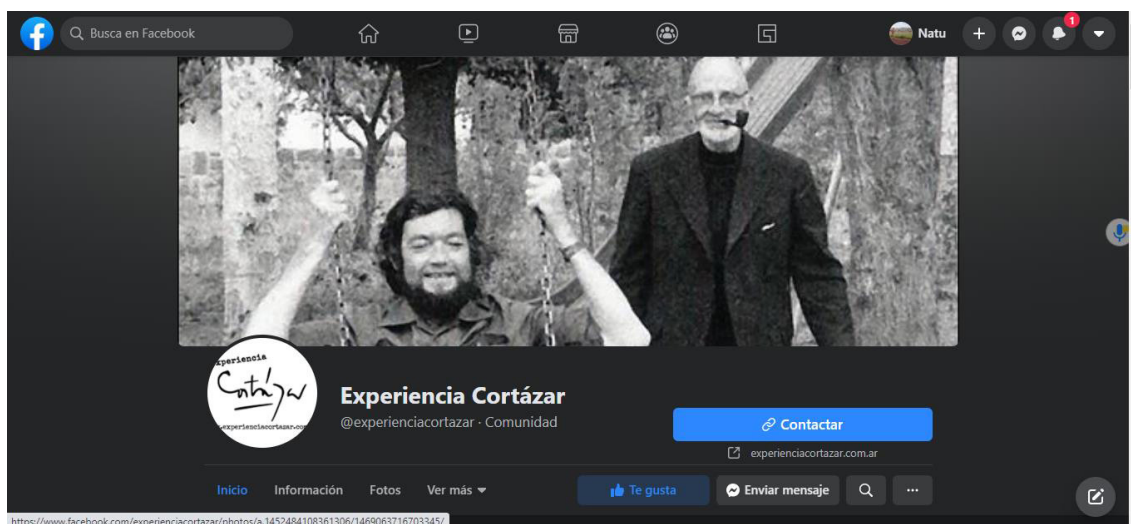 Busca en Facebook
Natu
1
experiencia
Cortázar
.experienciacortazar.com
Experiencia Cortázar
@experienciacortazar · Comunidad
Contactar
experienciacortazar.com.ar
Inicio Información Fotos Ver más
Te gusta Enviar mensaje
https://www.facebook.com/experienciacortazar/photos/a.1452484108361306/1469063716703345/